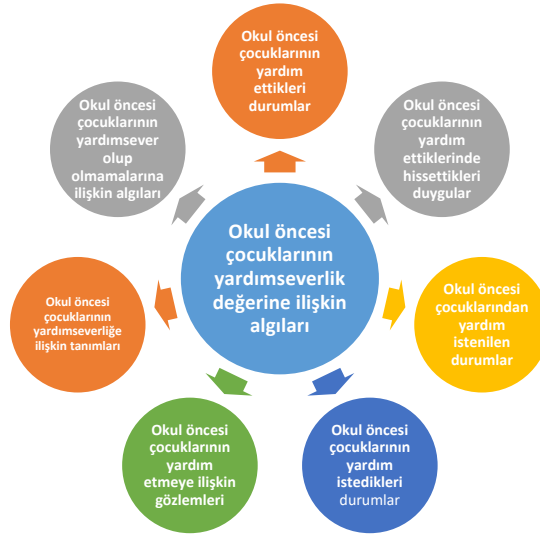 Okul öncesi
çocuklarının
yardım
ettikleri
durumlar
Okul öncesi
çocuklarının
yardımsever
olup
olmamalarına
ilişkin algıları
Okul öncesi
çocuklarının
yardım
ettiklerinde
hissettikleri
duygular
Okul öncesi
çocuklarının
yardımseverlik
değerine ilişkin
algıları
Okul öncesi
çocuklarının
yardımseverliğe
ilişkin tanımları
Okul öncesi
çocuklarından
yardım
istenilen
durumlar
Okul öncesi
çocuklarının
yardım
etmeye ilişkin
gözlemleri
Okul öncesi
çocuklarının
yardım
istedikleri
durumlar